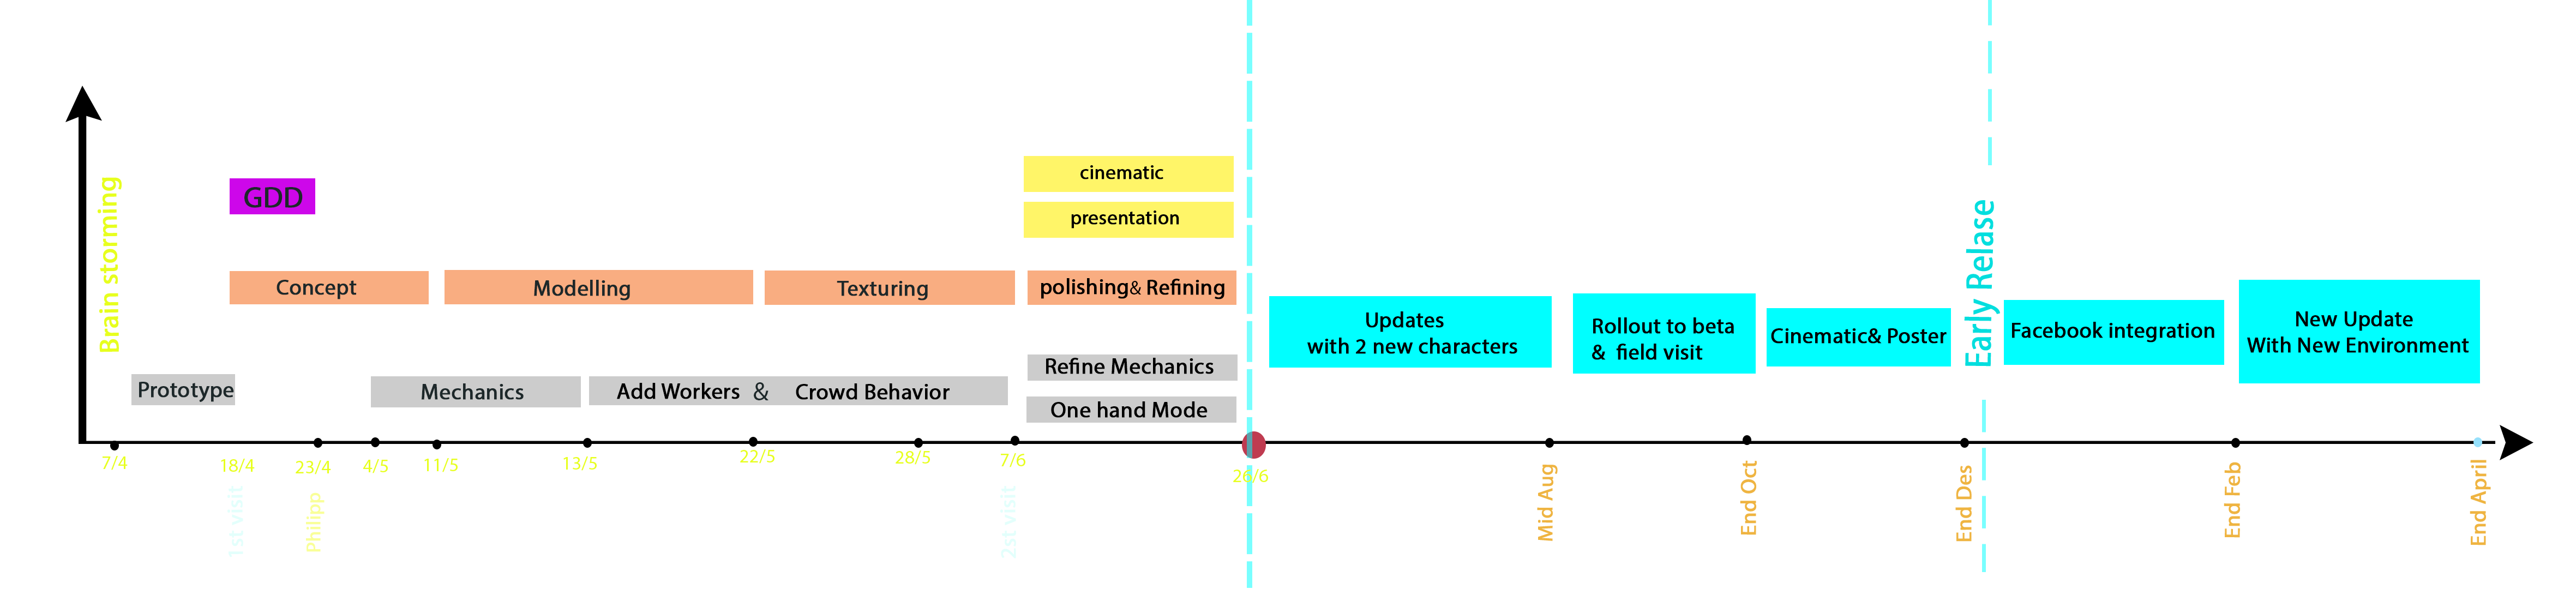 Brain storming
GDD
cinematic
presentation
Concept
Modelling
Texturing
polishing& Refining
Prototype
Mechanics
Add Workers & Crowd Behavior
Refine Mechanics
One hand Mode
Updates
with 2 new characters
Rollout to beta
& field visit
Cinematic& Poster
Early Relase
Facebook integration
New Update
With New Environment
7/4
18/4
23/4
4/5
11/5
13/5
22/5
28/5
7/6
26/6
1st visit
Philipp
2st visit
Mid Aug
End Oct
End Des
End Feb
End April